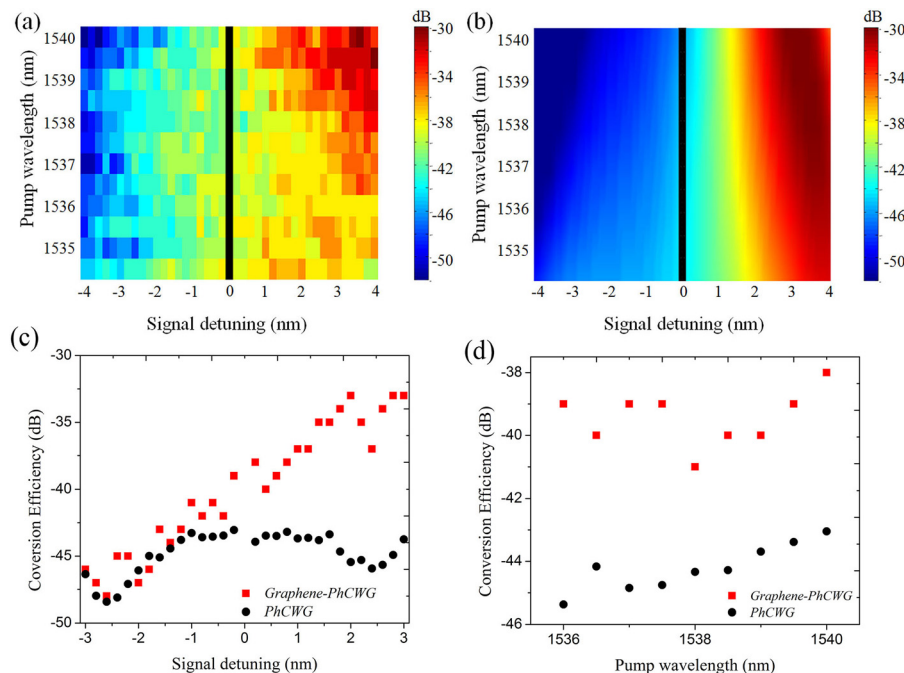 (a)
dB
1540
1539
1538
1537
1536
1535
Pump wavelength (nm)
-30
-34
-38
-42
-46
-50
-4 -3 -2 -1 0 1 2 3 4
Signal detuning (nm)
(b)
dB
1540
1539
1538
1537
1536
1535
Pump wavelength (nm)
-30
-34
-38
-42
-46
-50
-4 -3 -2 -1 0 1 2 3 4
Signal detuning (nm)
(c)
-30
-35
-40
-45
-50
Coversion Efficiency (dB)
Graphene-PhCWG
PhCWG
-3 -2 -1 0 1 2 3
Signal detuning (nm)
(d)
-38
-40
-42
-44
-46
Conversion Efficiency (dB)
Graphene-PhCWG
PhCWG
1536 1538 1540
Pump wavelength (nm)